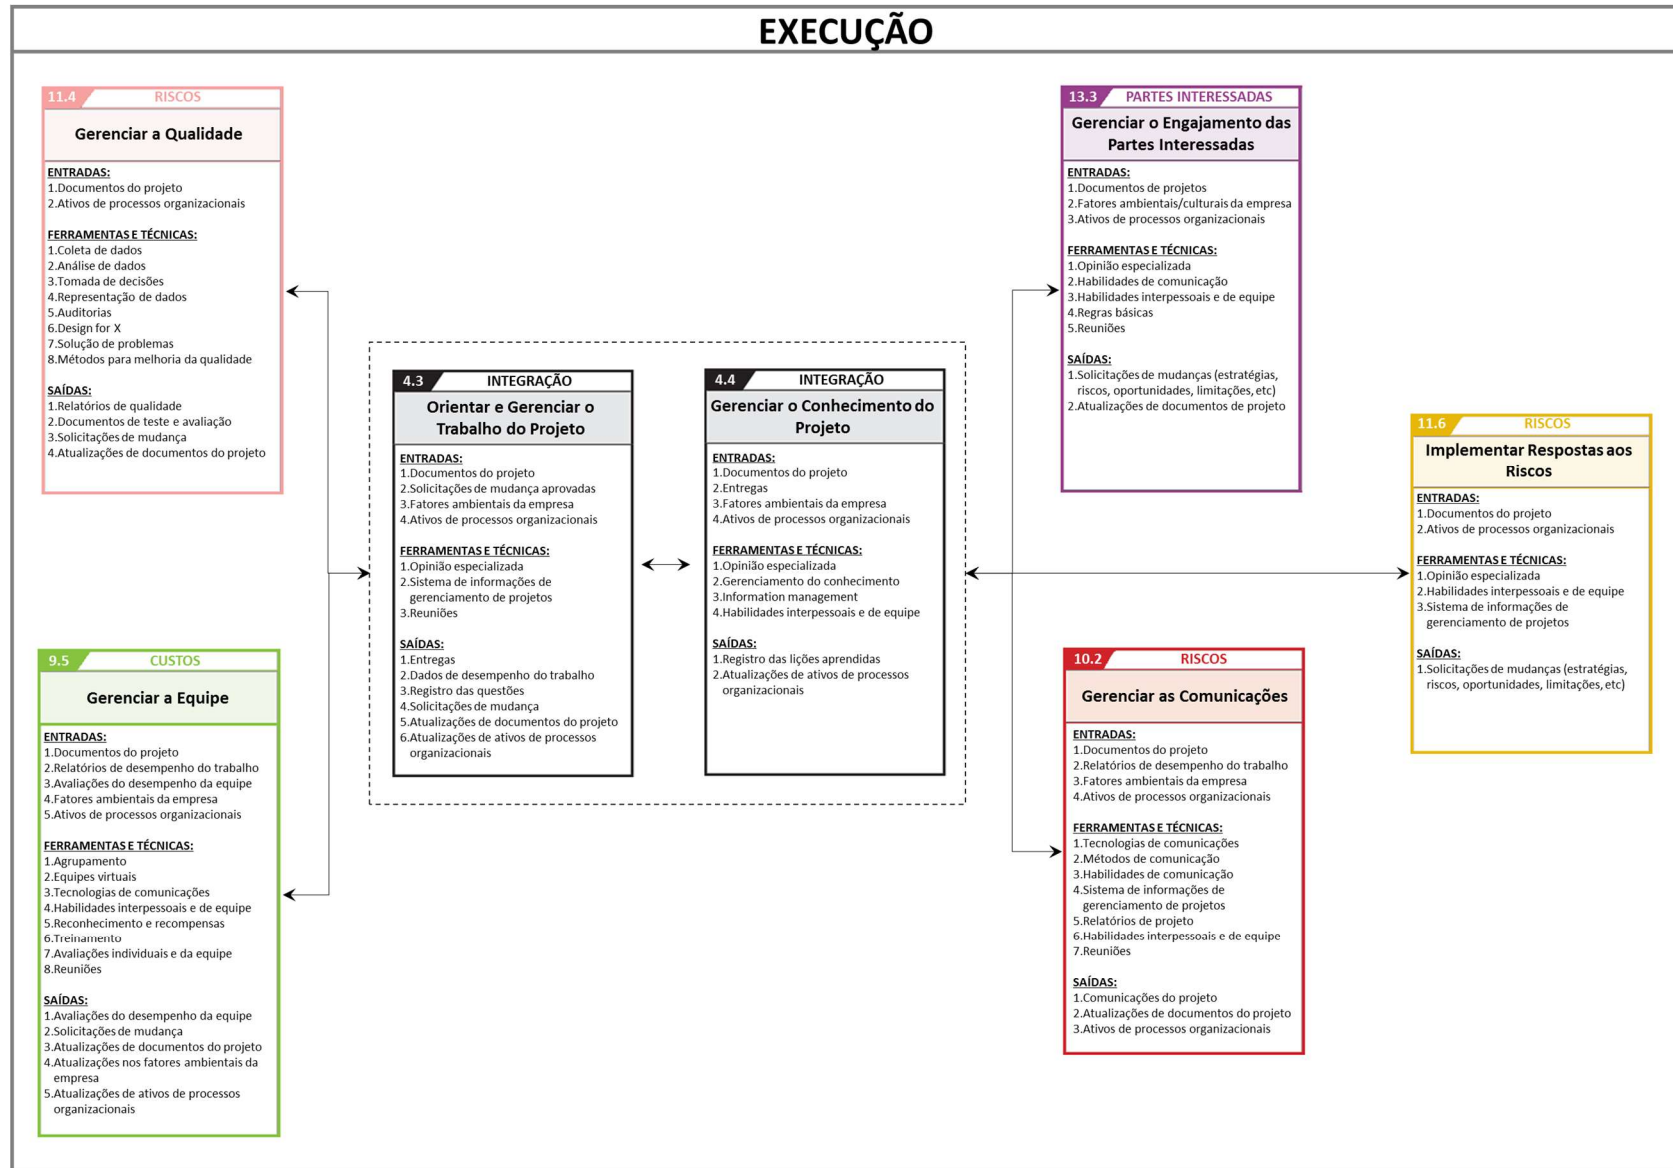 EXECUÇÃO
11.4 RISCOS
Gerenciar a Qualidade
ENTRADAS:
1.Documentos do projeto
2.Ativos de processos organizacionais
FERRAMENTAS E TÉCNICAS:
1.Coleta de dados
2.Análise de dados
3.Tomada de decisões
4.Representação de dados
5.Auditorias
6.Design for X
7.Solução de problemas
8.Métodos para melhoria da qualidade
SAÍDAS:
1.Relatórios de qualidade
2.Documentos de teste e avaliação
3.Solicitações de mudança
4.Atualizações de documentos do projeto
9.5 CUSTOS
Gerenciar a Equipe
ENTRADAS:
1.Documentos do projeto
2.Relatórios de desempenho do trabalho
3.Avaliações do desempenho da equipe
4.Fatores ambientais da empresa
5.Ativos de processos organizacionais
FERRAMENTAS E TÉCNICAS:
1.Agrupamento
2.Equipes virtuais
3.Tecnologias de comunicações
4.Habilidades interpessoais e de equipe
5.Reconhecimento e recompensas
6.Treinamento
7.Avaliações individuais e da equipe
8.Reuniões
SAÍDAS:
1.Avaliações do desempenho da equipe
2.Solicitações de mudança
3.Atualizações de documentos do projeto
4.Atualizações nos fatores ambientais da
empresa
5.Atualizações de ativos de processos
organizacionais
4.3 INTEGRAÇÃO
Orientar e Gerenciar o
Trabalho do Projeto
ENTRADAS:
1.Documentos do projeto
2.Solicitações de mudança aprovadas
3.Fatores ambientais da empresa
4.Ativos de processos organizacionais
FERRAMENTAS E TÉCNICAS:
1.Opinião especializada
2.Sistema de informações de
gerenciamento de projetos
3.Reuniões
SAÍDAS:
1.Entregas
2.Dados de desempenho do trabalho
3.Registro das questões
4.Solicitações de mudança
5.Atualizações de documentos do projeto
6.Atualizações de ativos de processos
organizacionais
4.4 INTEGRAÇÃO
Gerenciar o Conhecimento do
Projeto
ENTRADAS:
1.Documentos do projeto
2.Entregas
3.Fatores ambientais da empresa
4.Ativos de processos organizacionais
FERRAMENTAS E TÉCNICAS:
1.Opinião especializada
2.Gerenciamento do conhecimento
3.Information management
4.Habilidades interpessoais e de equipe
SAÍDAS:
1.Registro das lições aprendidas
2.Atualizações de ativos de processos
organizacionais
13.3 PARTES INTERESSADAS
Gerenciar o Engajamento das
Partes Interessadas
ENTRADAS:
1.Documentos de projetos
2.Fatores ambientais/culturais da empresa
3.Ativos de processos organizacionais
FERRAMENTAS E TÉCNICAS:
1.Opinião especializada
2.Habilidades de comunicação
3.Habilidades interpessoais e de equipe
4.Regras básicas
5.Reuniões
SAÍDAS:
1.Solicitações de mudanças (estratégias,
riscos, oportunidades, limitações, etc)
2.Atualizações de documentos de projeto
10.2 RISCOS
Gerenciar as Comunicações
ENTRADAS:
1.Documentos do projeto
2.Relatórios de desempenho do trabalho
3.Fatores ambientais da empresa
4.Ativos de processos organizacionais
FERRAMENTAS E TÉCNICAS:
1.Tecnologias de comunicações
2.Métodos de comunicação
3.Habilidades de comunicação
4.Sistema de informações de
gerenciamento de projetos
5.Relatórios de projeto
6.Habilidades interpessoais e de equipe
7.Reuniões
SAÍDAS:
1.Comunicações do projeto
2.Atualizações de documentos do projeto
3.Ativos de processos organizacionais
11.6 RISCOS
Implementar Respostas aos
Riscos
ENTRADAS:
1.Documentos do projeto
2.Ativos de processos organizacionais
FERRAMENTAS E TÉCNICAS:
1.Opinião especializada
2.Habilidades interpessoais e de equipe
3.Sistema de informações de
gerenciamento de projetos
SAÍDAS:
1.Solicitações de mudanças (estratégias,
riscos, oportunidades, limitações, etc)